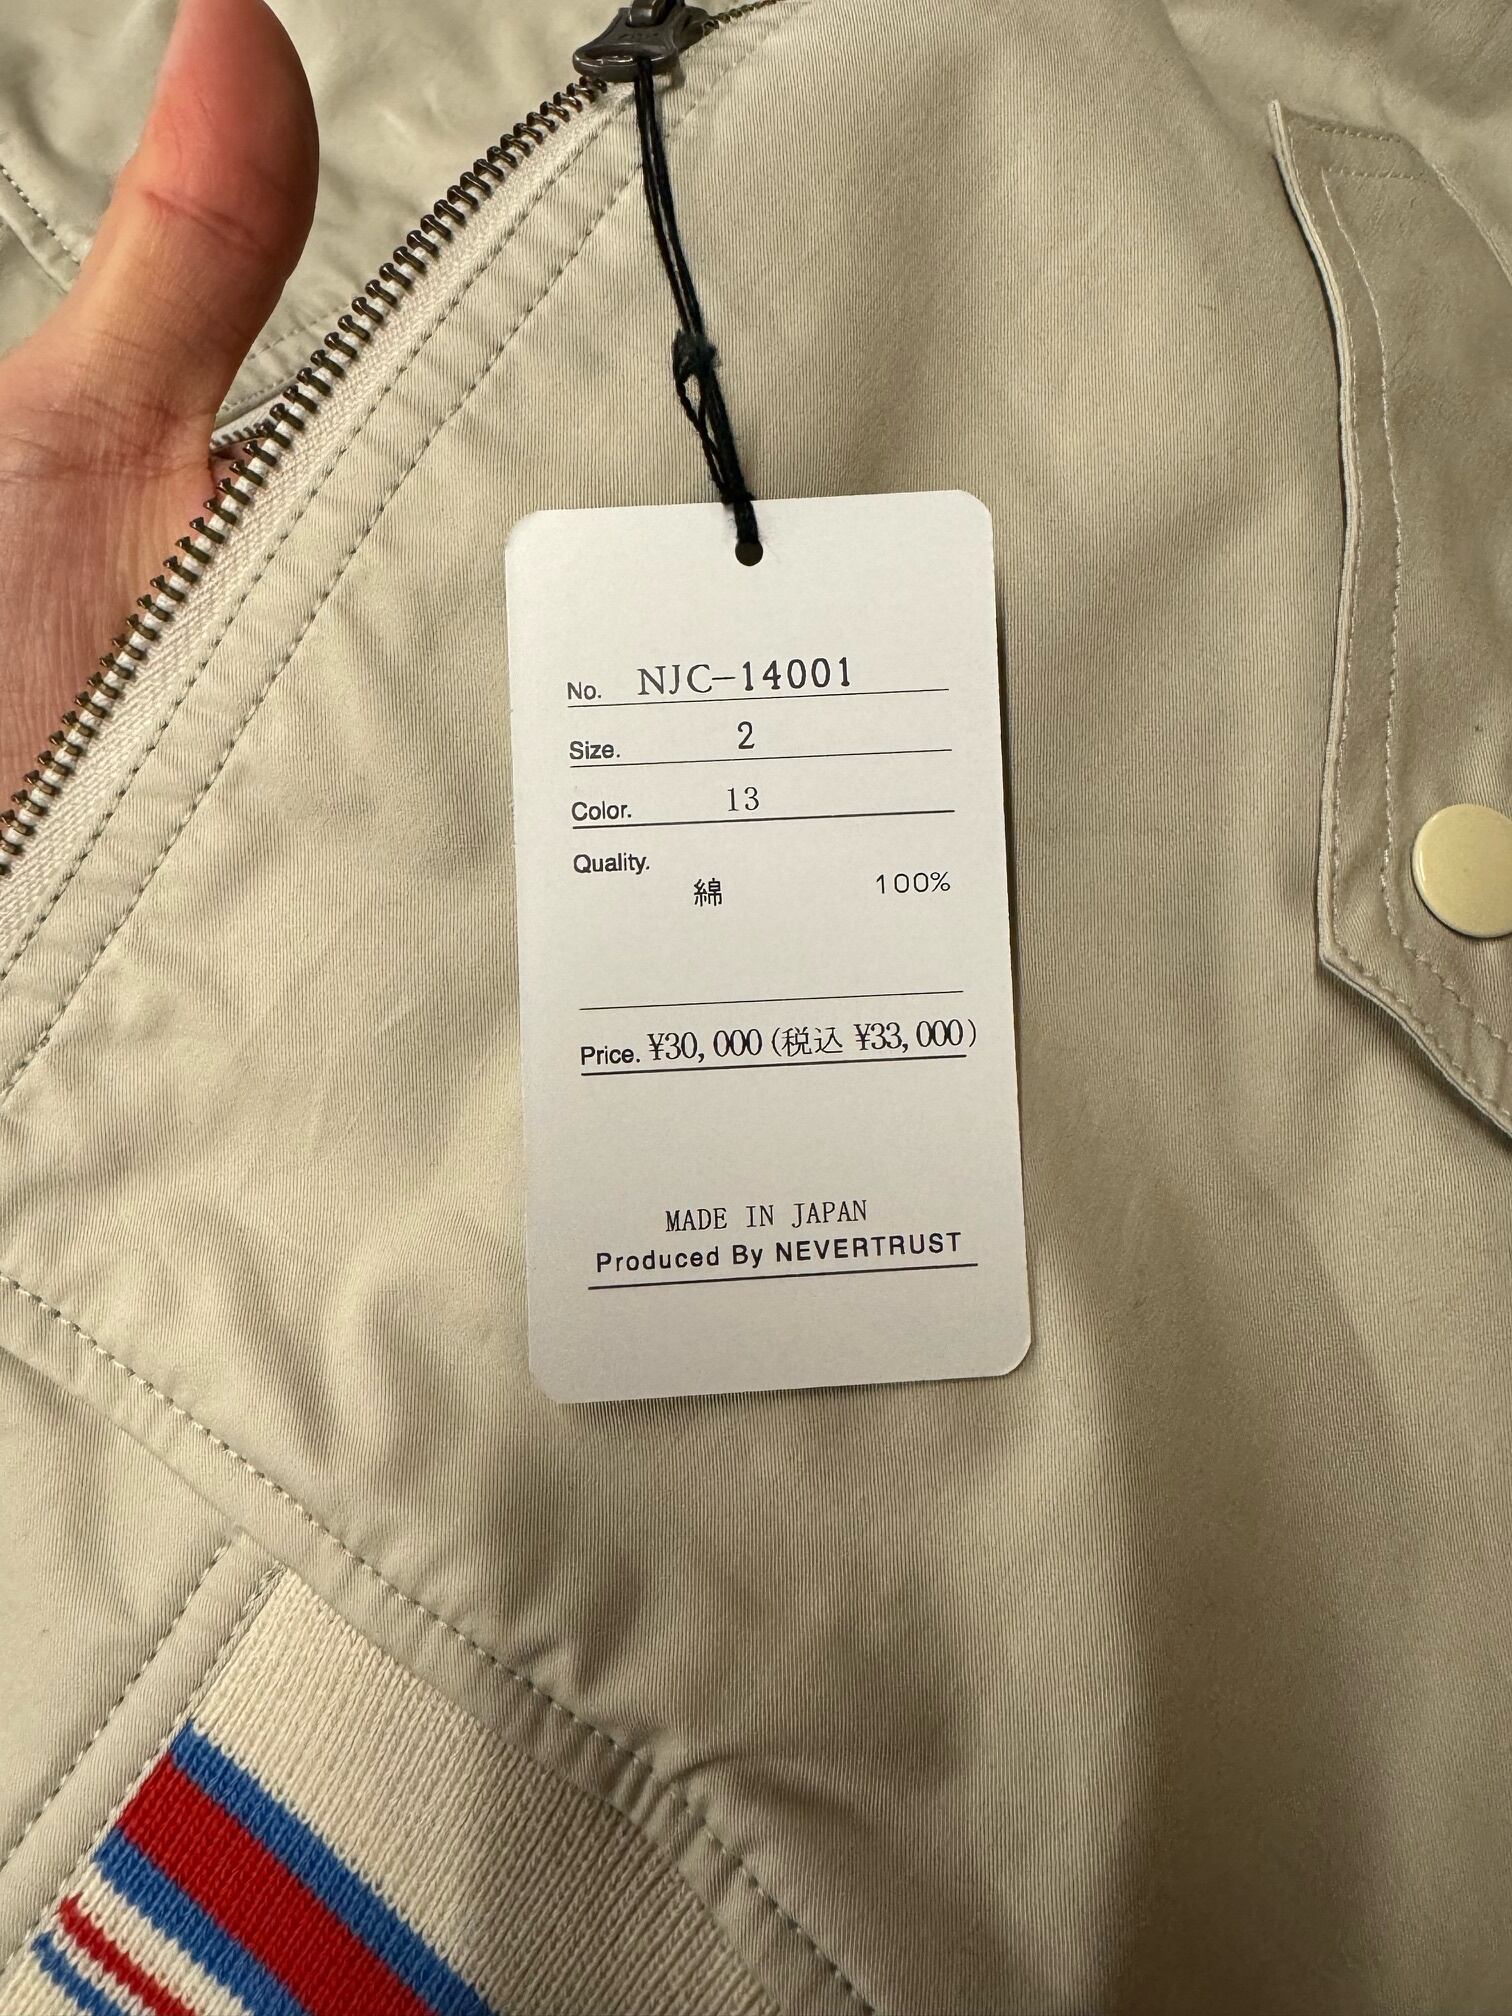 No. NJC-14001
Size. 2
Color. 13
Quality.
綿 100%
Price. ¥30,000 (税込 ¥33,000)
MADE IN JAPAN
Produced By NEVERTRUST